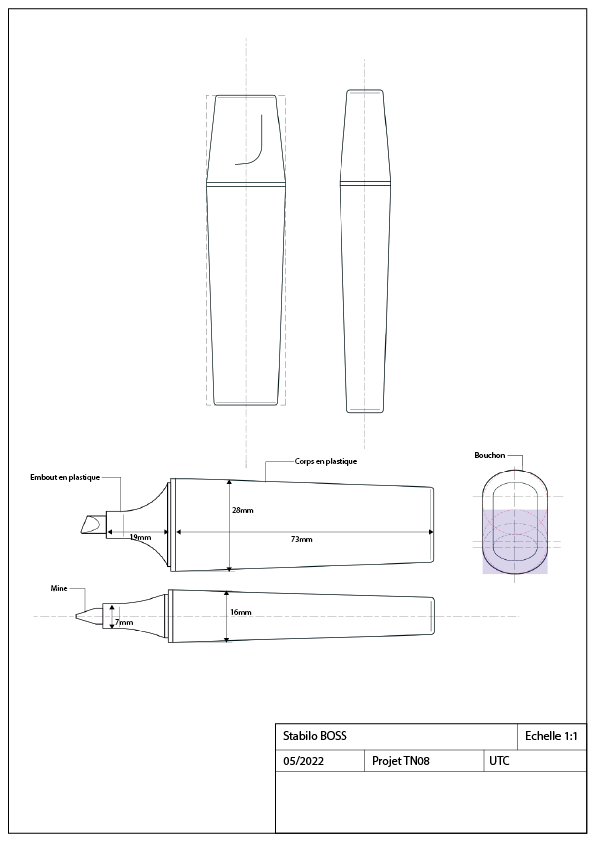 Corps en plastique
Bouchon
Embout en plastique
28mm
19mm
73mm
Mine
16mm
7mm
Stabilo BOSS
Echelle 1:1
05/2022
Projet TN08
UTC